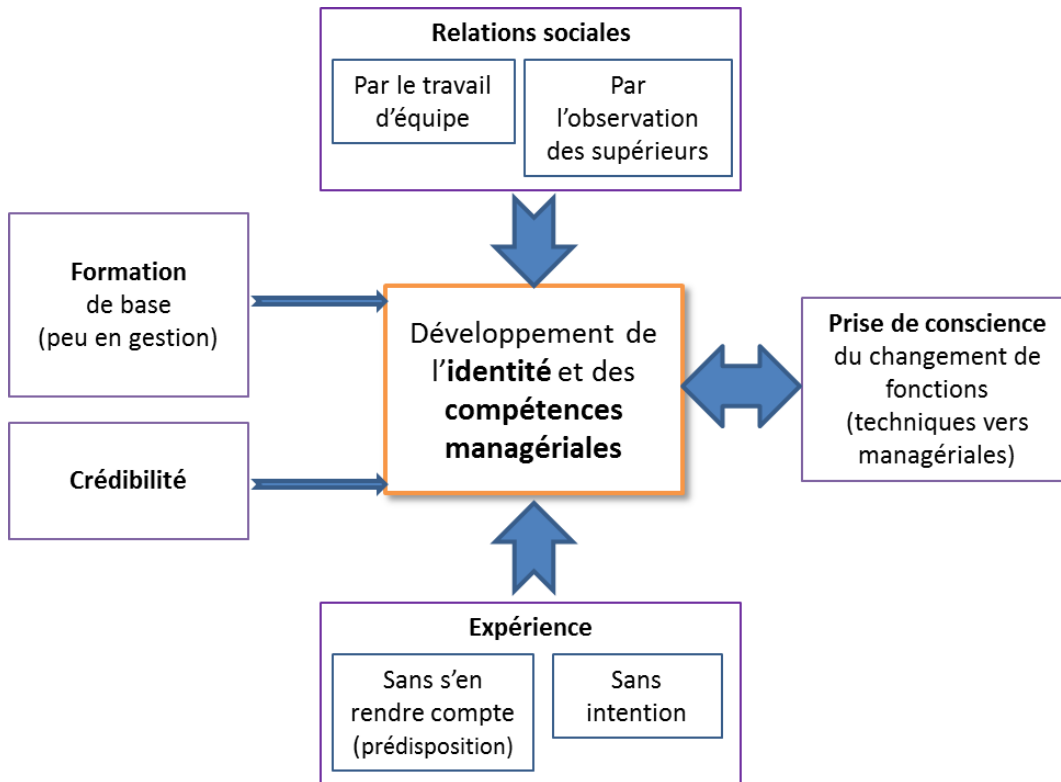 Relations sociales
Par le travail
d’équipe
Par
l’observation
des supérieurs
Formation
de base
(peu en gestion)
Crédibilité
Développement de
l’identité et des
compétences
managériales
Prise de conscience
du changement de
fonctions
(techniques vers
managériales)
Expérience
Sans s’en
rendre compte
(prédisposition)
Sans
intention